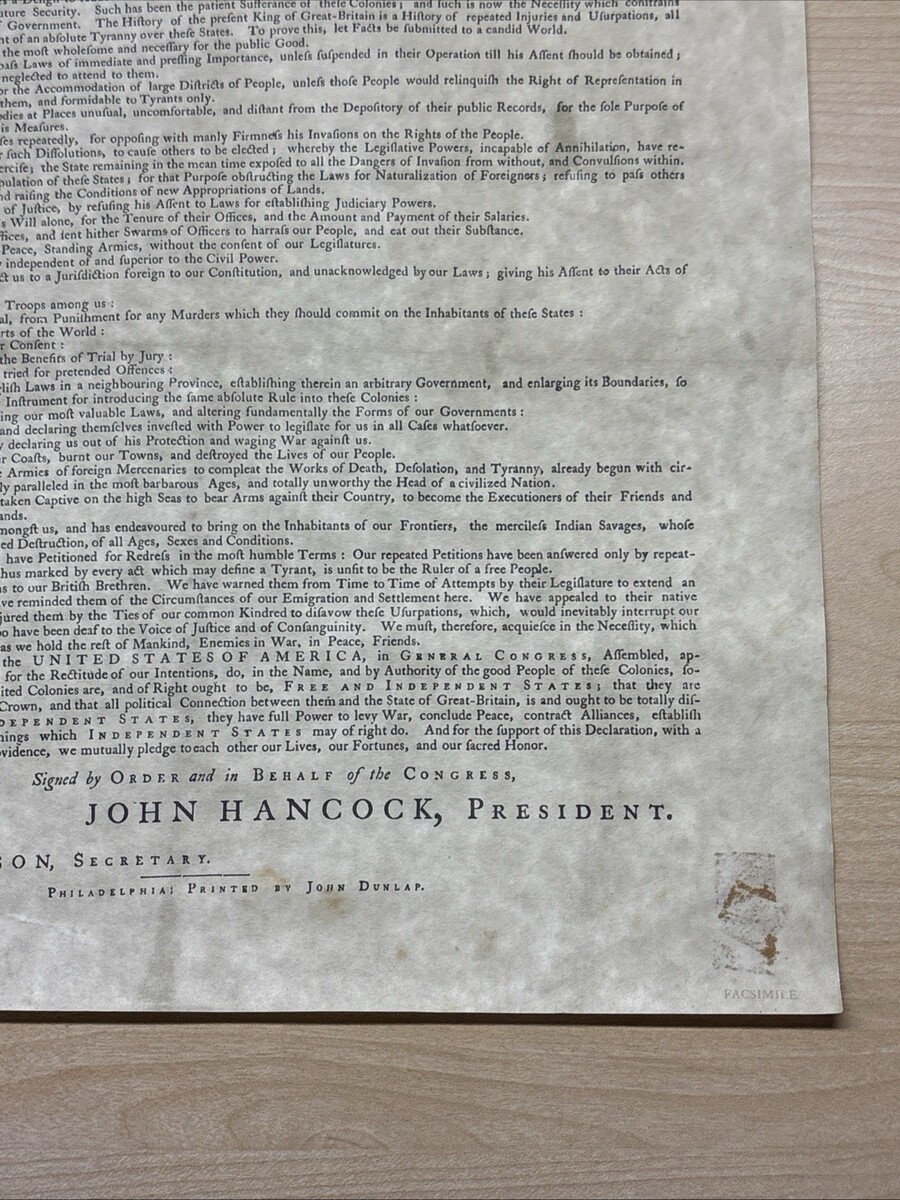 uture Security. Such has been the patient Sufferance of theſe Colonies; and ſuch is now the Neceſſity which conſtrains
f Government. The Hiſtory of the preſent King of Great-Britain is a Hiſtory of repeated Injuries and Uſurpations, all
nt of an abſolute Tyranny over theſe States. To prove this, let Facts be ſubmitted to a candid World.
the moſt wholeſome and neceſſary for the public Good.
paſs Laws of immediate and preſſing Importance, unleſs ſuſpended in their Operation till his Aſſent ſhould be obtained;
neglected to attend to them.
or the Accommodation of large Diſtricts of People, unleſs thoſe People would relinquiſh the Right of Repreſentation in
them, and formidable to Tyrants only.
odies at Places unuſual, uncomfortable, and diſtant from the Depoſitory of their public Records, for the ſole Purpoſe of
is Meaſures.
ſes repeatedly, for oppoſing with manly Firmneſs his Invaſions on the Rights of the People.
r ſuch Diſſolutions, to cauſe others to be elected; whereby the Legiſlative Powers, incapable of Annihilation, have re-
erciſe; the State remaining in the mean time expoſed to all the Dangers of Invaſion from without, and Convulſions within.
pulation of theſe States; for that Purpoſe obſtructing the Laws for Naturalization of Foreigners; refuſing to paſs others
nd raiſing the Conditions of new Appropriations of Lands.
of Juſtice, by refuſing his Aſſent to Laws for eſtabliſhing Judiciary Powers.
s Will alone, for the Tenure of their Offices, and the Amount and Payment of their Salaries.
ffices, and ſent hither Swarms of Officers to harraſs our People, and eat out their Subſtance.
Peace, Standing Armies, without the conſent of our Legiſlatures.
y independent of and ſuperior to the Civil Power.
ct us to a Juriſdiction foreign to our Conſtitution, and unacknowledged by our Laws; giving his Aſſent to their Acts of
Troops among us:
al, from Puniſhment for any Murders which they ſhould commit on the Inhabitants of theſe States:
rts of the World:
r Conſent:
the Benefits of Trial by Jury:
tried for pretended Offences:
liſh Laws in a neighbouring Province, eſtabliſhing therein an arbitrary Government, and enlarging its Boundaries, ſo
Inſtrument for introducing the ſame abſolute Rule into theſe Colonies:
ing our moſt valuable Laws, and altering fundamentally the Forms of our Governments:
and declaring themſelves inveſted with Power to legiſlate for us in all Caſes whatſoever.
y declaring us out of his Protection and waging War againſt us.
r Coaſts, burnt our Towns, and deſtroyed the Lives of our People.
e Armies of foreign Mercenaries to compleat the Works of Death, Deſolation, and Tyranny, already begun with cir-
ly paralleled in the moſt barbarous Ages, and totally unworthy the Head of a civilized Nation.
taken Captive on the high Seas to bear Arms againſt their Country, to become the Executioners of their Friends and
ands.
mongſt us, and has endeavoured to bring on the Inhabitants of our Frontiers, the mercileſs Indian Savages, whoſe
ed Deſtruction, of all Ages, Sexes and Conditions.
have Petitioned for Redreſs in the moſt humble Terms: Our repeated Petitions have been anſwered only by repeat-
hus marked by every act which may define a Tyrant, is unfit to be the Ruler of a free People.
ns to our Britiſh Brethren. We have warned them from Time to Time of Attempts by their Legiſlature to extend an
ve reminded them of the Circumſtances of our Emigration and Settlement here. We have appealed to their native
jured them by the Ties of our common Kindred to diſavow theſe Uſurpations, which, would inevitably interrupt our
oo have been deaf to the Voice of Juſtice and of Conſanguinity. We muſt, therefore, acquieſce in the Neceſſity, which
as we hold the reſt of Mankind, Enemies in War, in Peace, Friends.
the UNITED STATES OF AMERICA, in GENERAL CONGRESS, Aſſembled, ap-
for the Rectitude of our Intentions, do, in the Name, and by Authority of the good People of theſe Colonies, ſo-
ited Colonies are, and of Right ought to be, FREE AND INDEPENDENT STATES; that they are
Crown, and that all political Connection between them and the State of Great-Britain, is and ought to be totally diſ-
DEPENDENT STATES, they have full Power to levy War, conclude Peace, contract Alliances, eſtabliſh
hings which INDEPENDENT STATES may of right do. And for the ſupport of this Declaration, with a
ovidence, we mutually pledge to each other our Lives, our Fortunes, and our ſacred Honor.
Signed by ORDER and in BEHALF of the CONGRESS,
JOHN HANCOCK, PRESIDENT.
SON, SECRETARY.
PHILADELPHIA: PRINTED BY JOHN DUNLAP.
FACSIMILE